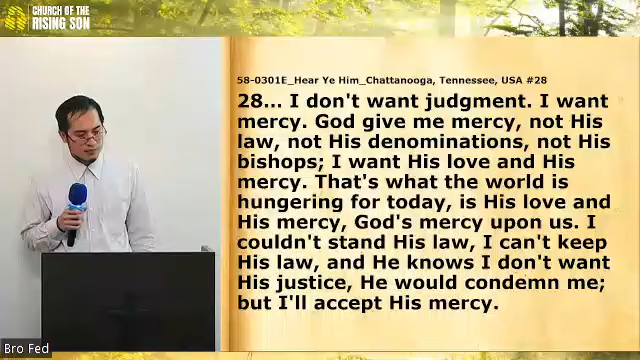 CHURCH OF THE
RISING SON
58-0301E_Hear Ye Him_Chattanooga, Tennessee, USA #28
28... I don't want judgment. I want
mercy. God give me mercy, not His
law, not His denominations, not His
bishops; I want His love and His
mercy. That's what the world is
hungering for today, is His love and
His mercy, God's mercy upon us. I
couldn't stand His law, I can't keep
His law, and He knows I don't want
His justice, He would condemn me;
but I'll accept His mercy.
Bro Fed